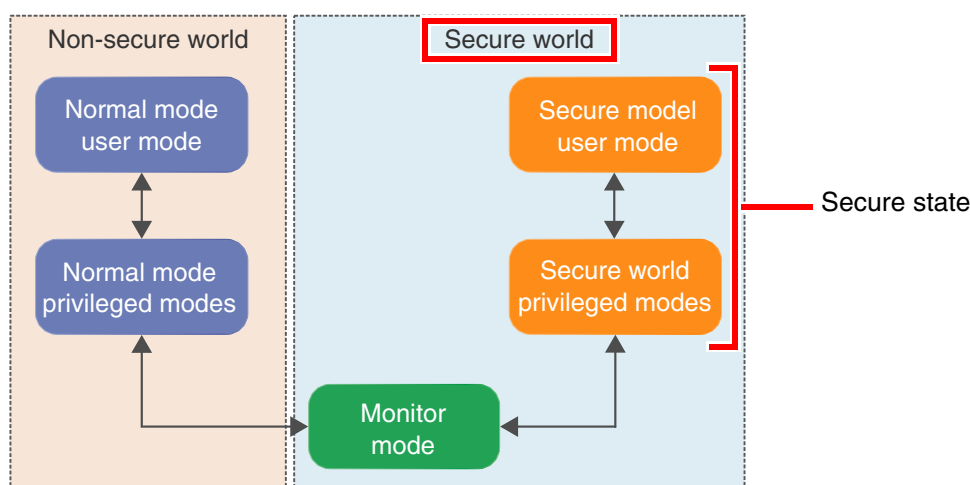 Non-secure world
Secure world
Normal mode
user mode
Secure model
user mode
Secure state
Normal mode
privileged modes
Secure world
privileged modes
Monitor
mode